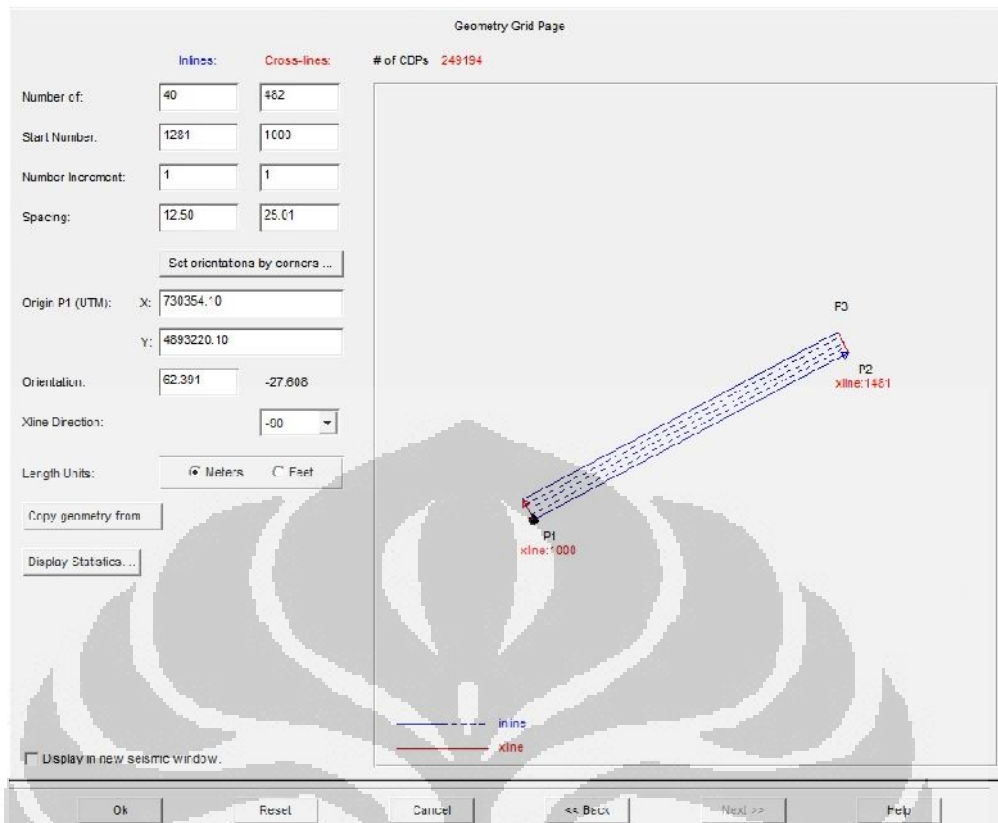 Geometry Grid Page
Inlines: Cross-lines: # of CDPs 249194
Number of: 40 482
Start Number: 1281 1000
Number Increment: 1 1
Spacing: 12.50 25.01
Set orientations by corners ...
Origin P1 (UTM): X: 730354.10
Y: 4893220.10
Orientation: 62.391 -27.608
Xline Direction: -90
Length Units: Meters Feet
Copy geometry from
Display Statistics...
P3
P2
xline:1481
P1
xline:1000
inline
xline
Display in new seismic window.
Ok Reset Cancel << Back Next >> Help